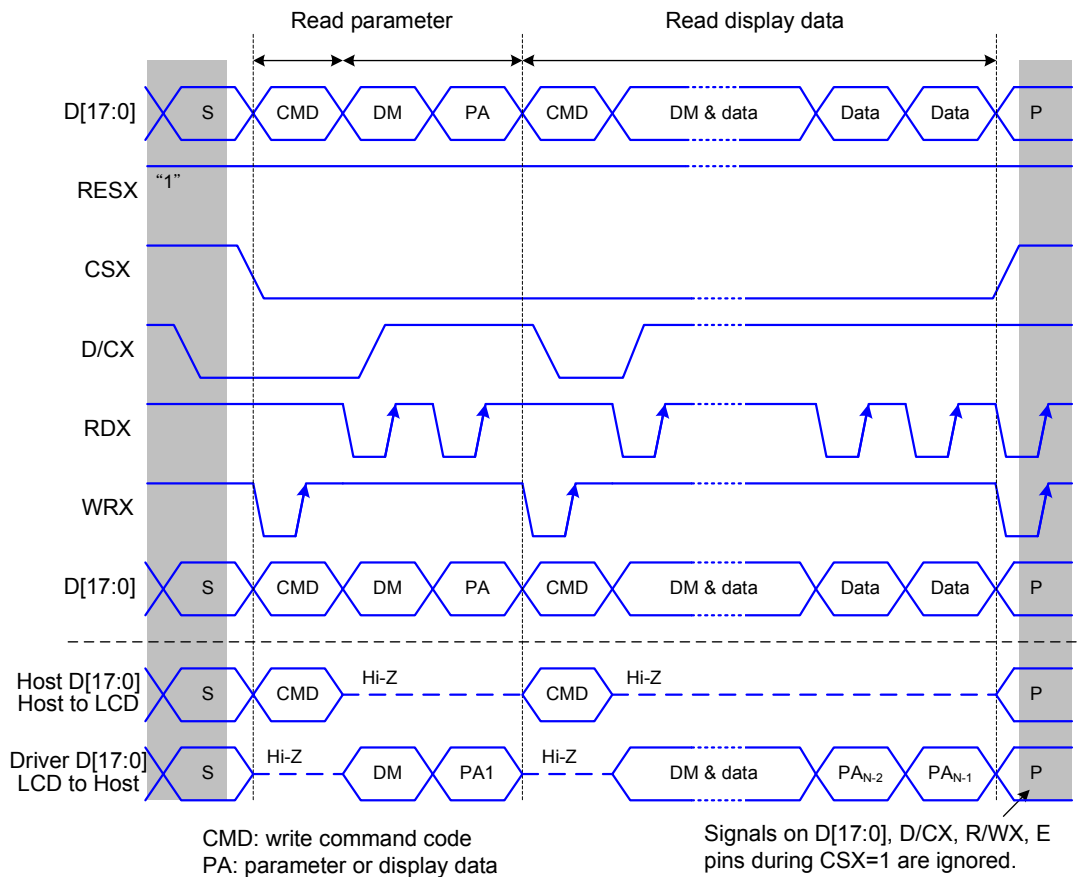 Read parameter Read display data
D[17:0] S CMD DM PA CMD DM & data Data Data P
RESX "1"
CSX
D/CX
RDX
WRX
D[17:0] S CMD DM PA CMD DM & data Data Data P
Host D[17:0]
Host to LCD
S CMD Hi-Z CMD Hi-Z P
Driver D[17:0]
LCD to Host
S Hi-Z DM PA1 Hi-Z DM & data PAN-2 PAN-1 P
CMD: write command code
PA: parameter or display data
Signals on D[17:0], D/CX, R/WX, E
pins during CSX=1 are ignored.